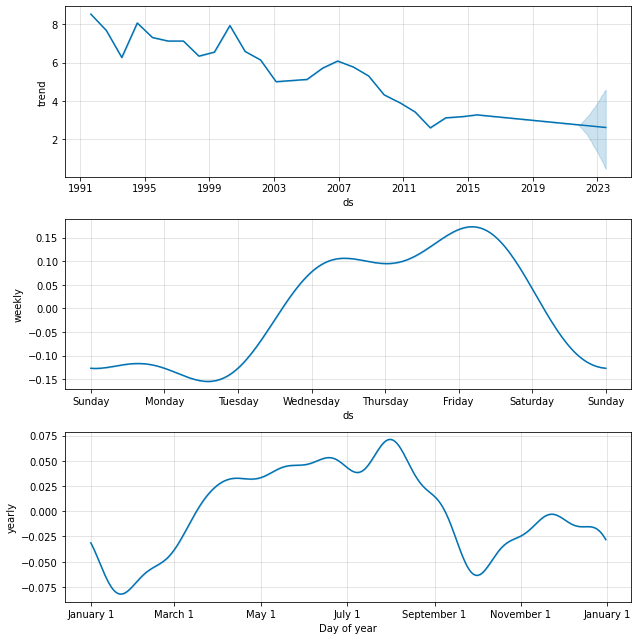 8
6
4
2
trend
1991 1995 1999 2003 2007 2011 2015 2019 2023
ds
0.15
0.10
0.05
0.00
−0.05
−0.10
−0.15
weekly
Sunday Monday Tuesday Wednesday Thursday Friday Saturday Sunday
ds
0.075
0.050
0.025
0.000
−0.025
−0.050
−0.075
yearly
January 1 March 1 May 1 July 1 September 1 November 1 January 1
Day of year